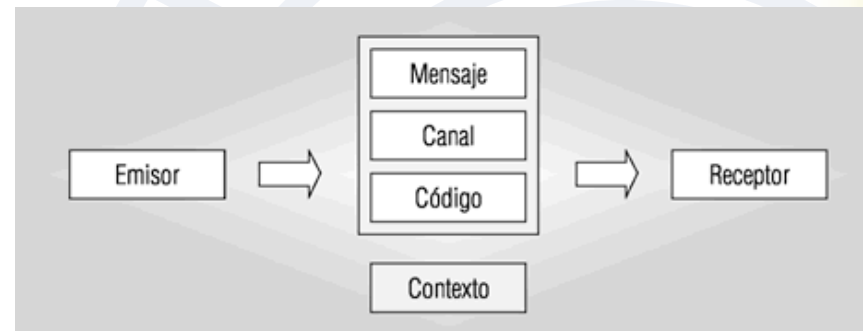 Mensaje
Canal
Emisor
Receptor
Código
Contexto